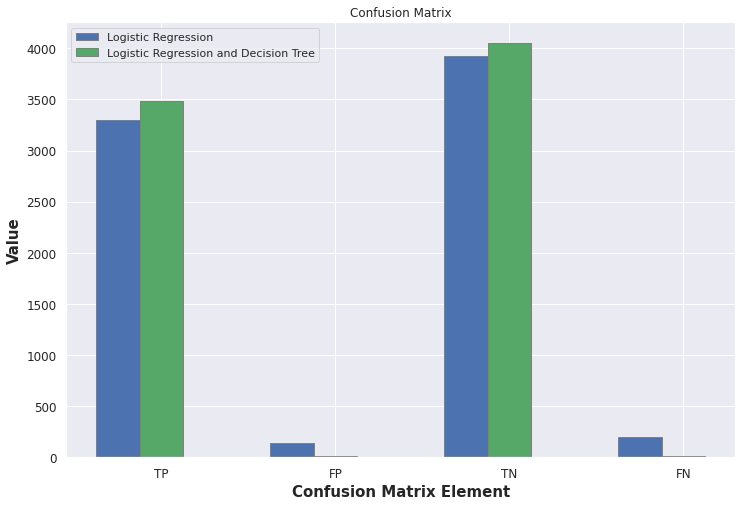 Confusion Matrix
Logistic Regression
Logistic Regression and Decision Tree
4000
3500
3000
2500
2000
1500
1000
500
0
Value
TP
FP
TN
FN
Confusion Matrix Element